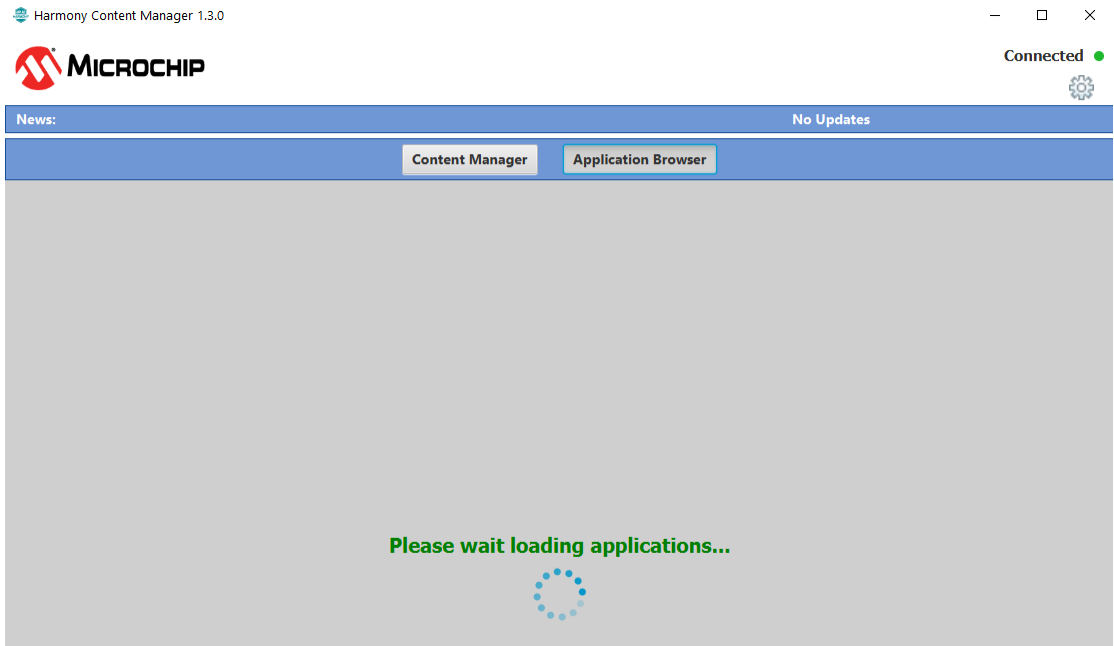 Harmony Content Manager 1.3.0
MICROCHIP
Connected
News:
No Updates
Content Manager
Application Browser
Please wait loading applications...